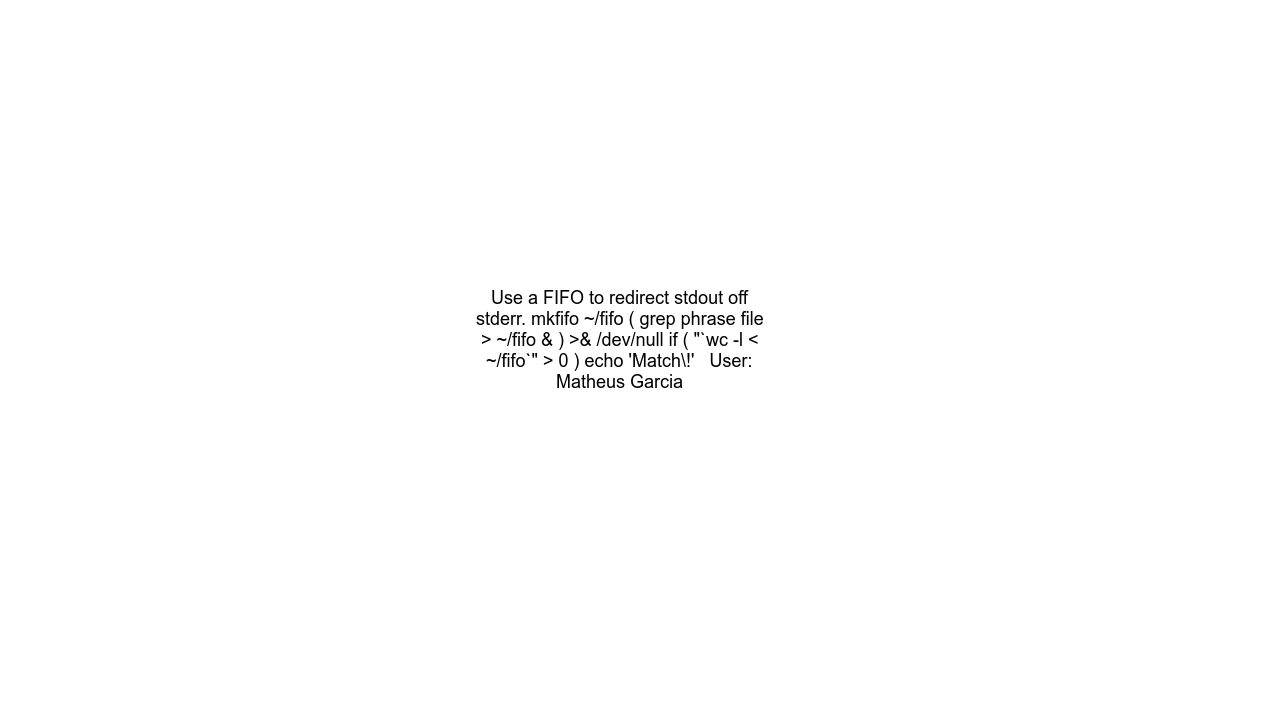 Use a FIFO to redirect stdout off
stderr. mkfifo ~/fifo ( grep phrase file
> ~/fifo & ) >& /dev/null if ( "`wc -l <
~/fifo`" > 0 ) echo 'Match\!'   User:
Matheus Garcia